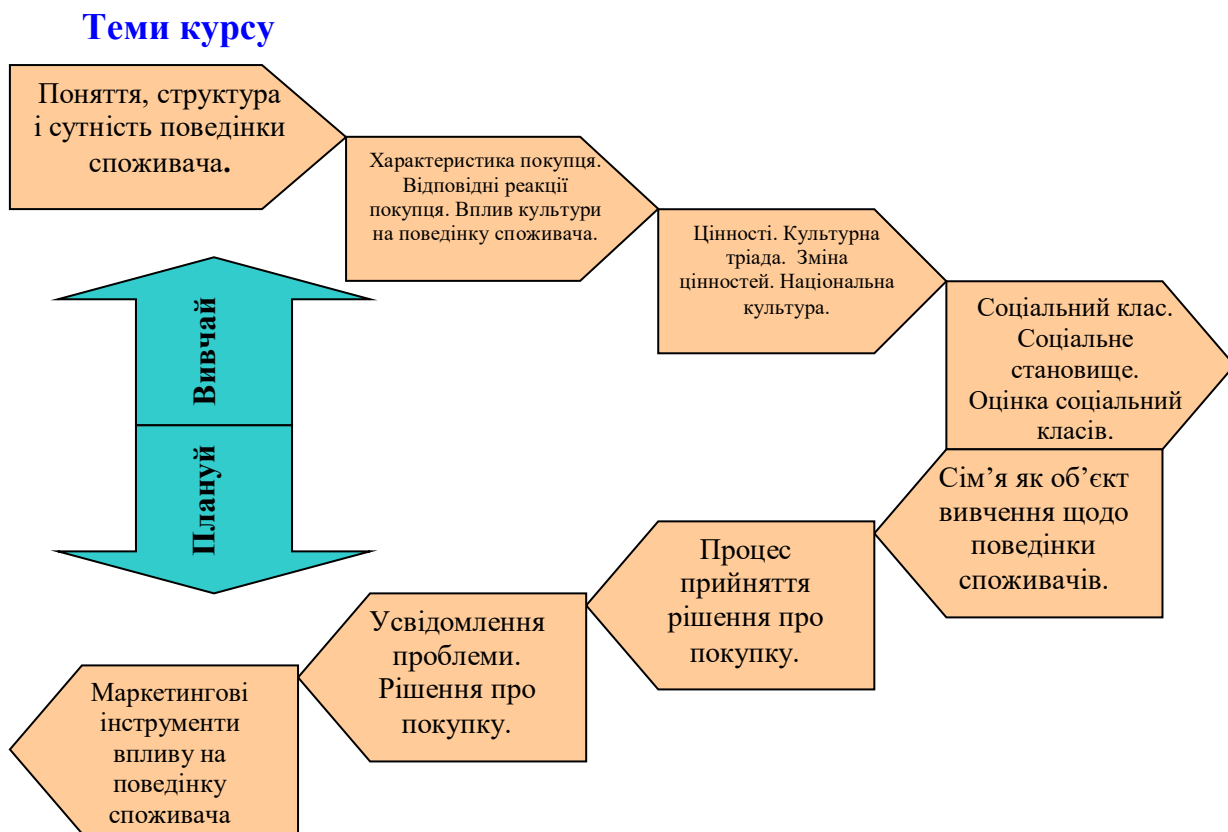 Теми курсу
Поняття, структура
і сутність поведінки
споживача.
Характеристика покупця.
Відповідні реакції
покупця. Вплив культури
на поведінку споживача.
Цінності. Культурна
тріада. Зміна
цінностей. Національна
культура.
Соціальний клас.
Соціальне
становище.
Оцінка соціальний
класів.
Сім’я як об’єкт
вивчення щодо
поведінки
споживачів.
Процес
прийняття
рішення про
покупку.
Усвідомлення
проблеми.
Рішення про
покупку.
Маркетингові
інструменти
впливу на
поведінку
споживача
Вивчай
Плануй